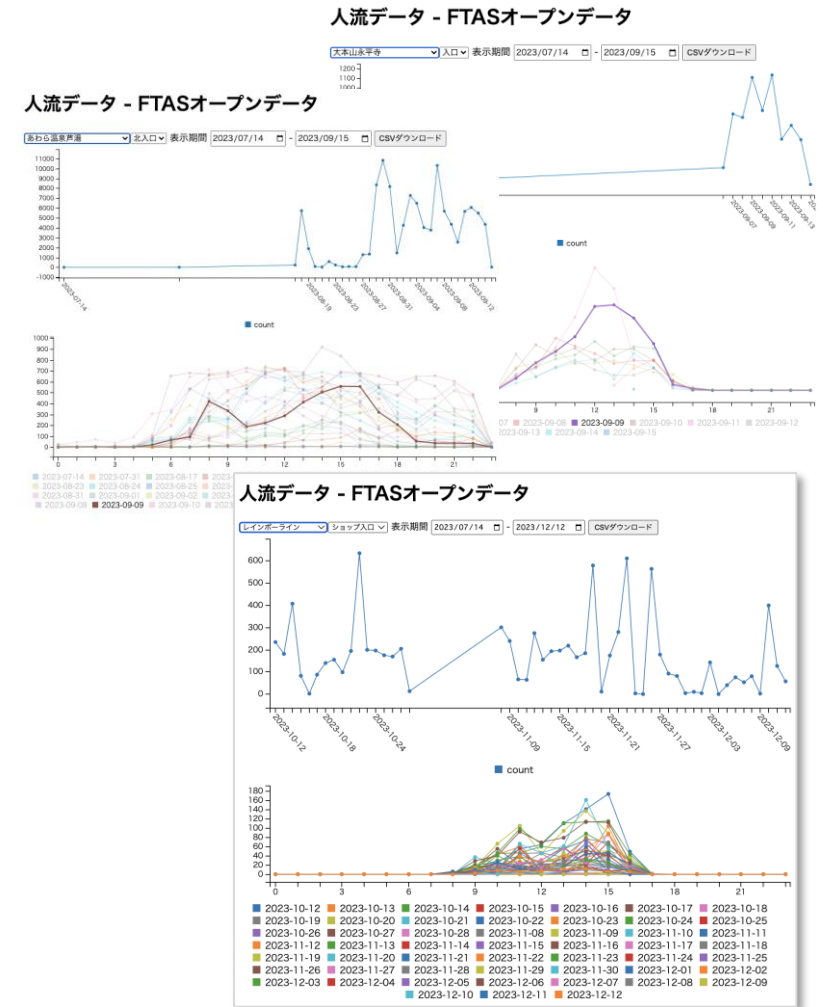 人流データ - FTASオープンデータ
大本山永平寺 入口 表示期間 2023/07/14 - 2023/09/15 CSVダウンロード
1200
1100
1000
2023-09-07 2023-09-09 2023-09-11 2023-09-13
count
9 12 15 21
07 2023-09-08 2023-09-09 2023-09-10 2023-09-11 2023-09-12
2023-09-13 2023-09-14 2023-09-15
人流データ - FTASオープンデータ
あわら温泉芦湯 北入口 表示期間 2023/07/14 - 2023/09/15 CSVダウンロード
11000
10000
9000
8000
7000
6000
5000
4000
3000
2000
1000
0
-1000
2023-07-14 2023-08-19 2023-08-23 2023-08-27 2023-08-31 2023-09-04 2023-09-08 2023-09-12
count
1000
900
800
700
600
500
400
300
200
100
0
0 3 6 9 12 15 18 21
2023-07-14 2023-07-31 2023-08-17 2023-
2023-08-23 2023-08-24 2023-08-25 2023-
2023-08-31 2023-09-01 2023-09-02 2023-
2023-09-08 2023-09-09 2023-09-10 2023
人流データ - FTASオープンデータ
レインボーライン ショップ入口 表示期間 2023/07/14 - 2023/12/12 CSVダウンロード
600
500
400
300
200
100
0
2023-10-12 2023-10-18 2023-10-24 2023-11-09 2023-11-15 2023-11-21 2023-11-27 2023-12-03 2023-12-09
count
180
160
140
120
100
80
60
40
20
0
0 3 6 9 12 15 18 21
2023-10-12 2023-10-13 2023-10-14 2023-10-15 2023-10-16 2023-10-17 2023-10-18
2023-10-19 2023-10-20 2023-10-21 2023-10-22 2023-10-23 2023-10-24 2023-10-25
2023-10-26 2023-10-27 2023-10-28 2023-11-08 2023-11-09 2023-11-10 2023-11-11
2023-11-12 2023-11-13 2023-11-14 2023-11-15 2023-11-16 2023-11-17 2023-11-18
2023-11-19 2023-11-20 2023-11-21 2023-11-22 2023-11-23 2023-11-24 2023-11-25
2023-11-26 2023-11-27 2023-11-28 2023-11-29 2023-11-30 2023-12-01 2023-12-02
2023-12-03 2023-12-04 2023-12-05 2023-12-06 2023-12-07 2023-12-08 2023-12-09
2023-12-10 2023-12-11 2023-12-12